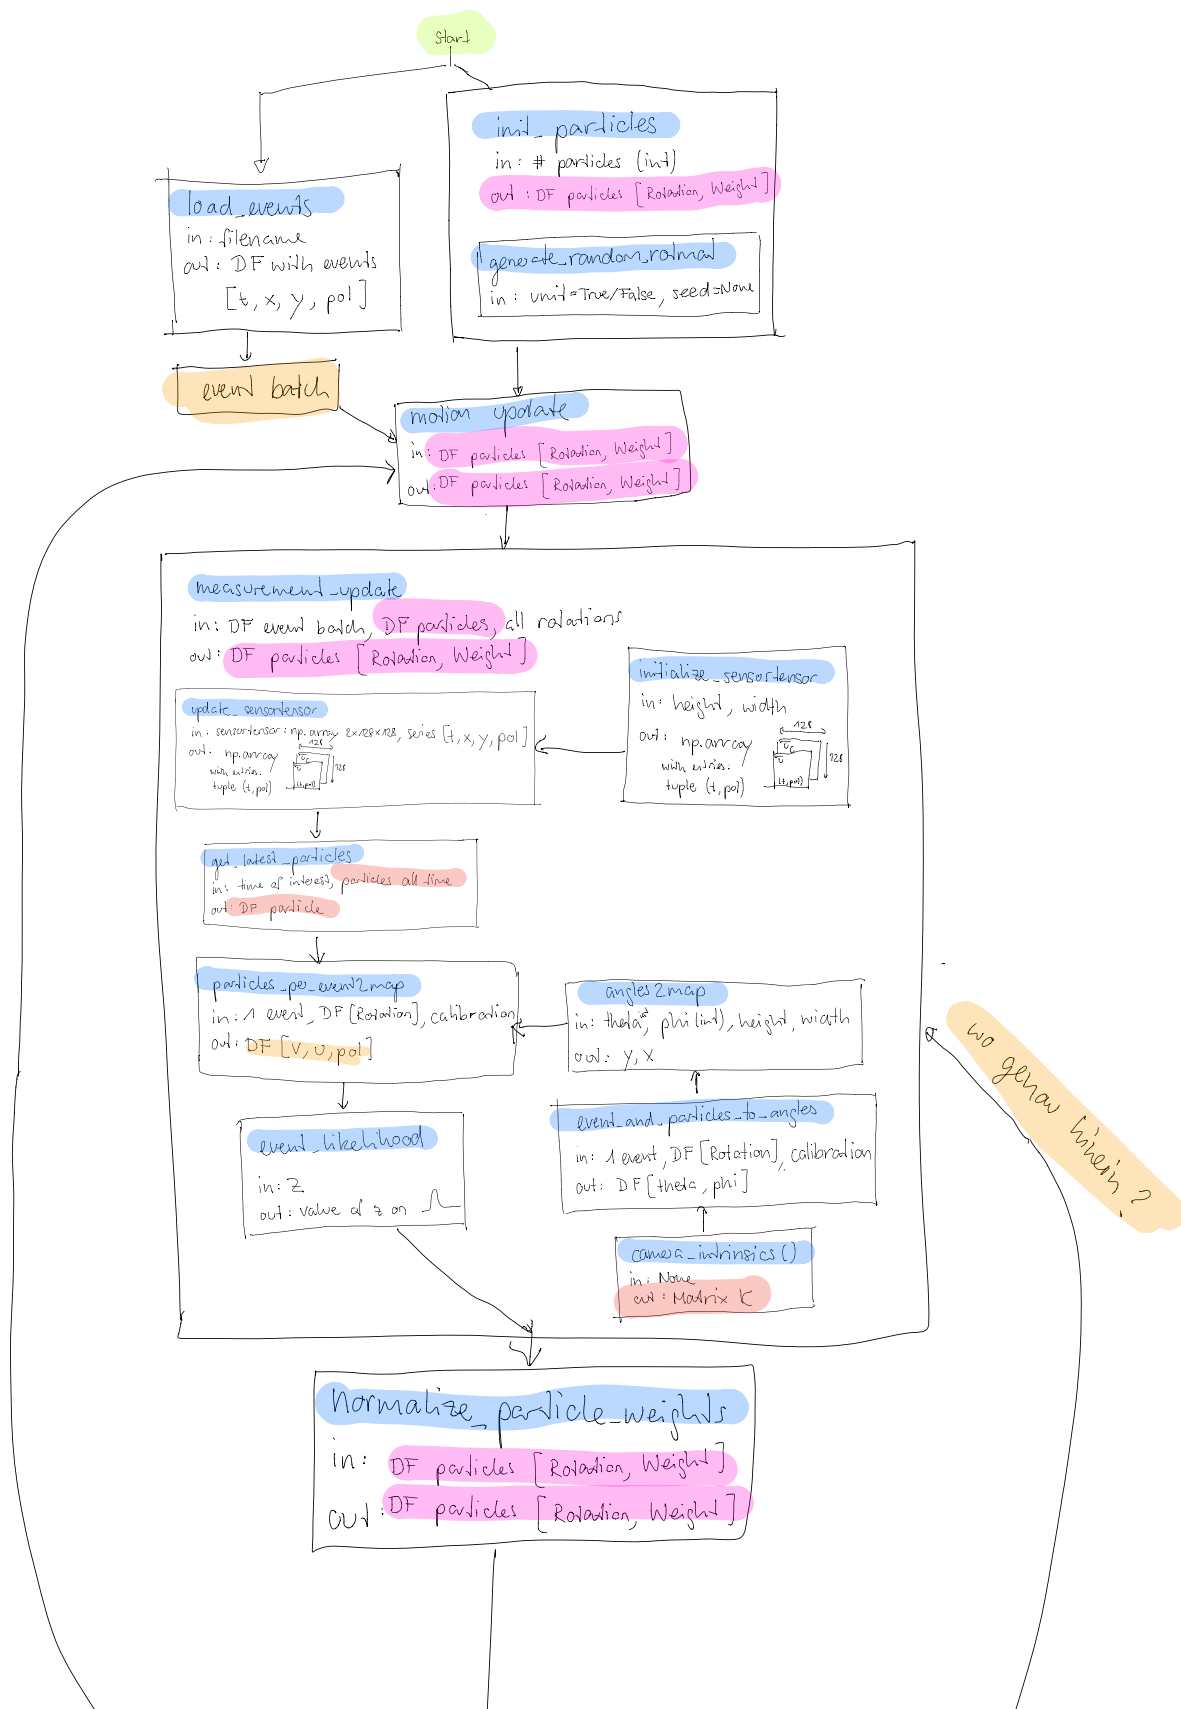 Start
init_particles
in: # particles (int)
out: DF particles [Rotation, Weight]
generate_random_rotmat
in: unit=True/False, seed=None
load_events
in: filename
out: DF with events
[t, x, y, pol]
event batch
motion update
in: DF particles [Rotation, Weight]
out: DF particles [Rotation, Weight]
measurement_update
in: DF event batch, DF particles, all rotations
out: DF particles [Rotation, Weight]
update_sensortensor
in: sensortensor: np.array 2x128x128, series [t, x, y, pol]
out: np.array
with entries:
tuple (t, pol)
128
128
(t, pol)
initialize_sensortensor
in: height, width
out: np.array
with entries:
tuple (t, pol)
128
128
(t, pol)
get_latest_particles
in: time of interest, particles all time
out: DF particle
particles_per_event2map
in: 1 event, DF [Rotation], calibration
out: DF [v, u, pol]
angles2map
in: theta, phi (int), height, width
out: y, x
event_and_particles_to_angles
in: 1 event, DF [Rotation], calibration
out: DF [theta, phi]
camera_intrinsics()
in: None
out: Matrix K
event_likelihood
in: z
out: value of z on
wo genau hinein?
normalize_particle_weights
in: DF particles [Rotation, Weight]
out: DF particles [Rotation, Weight]